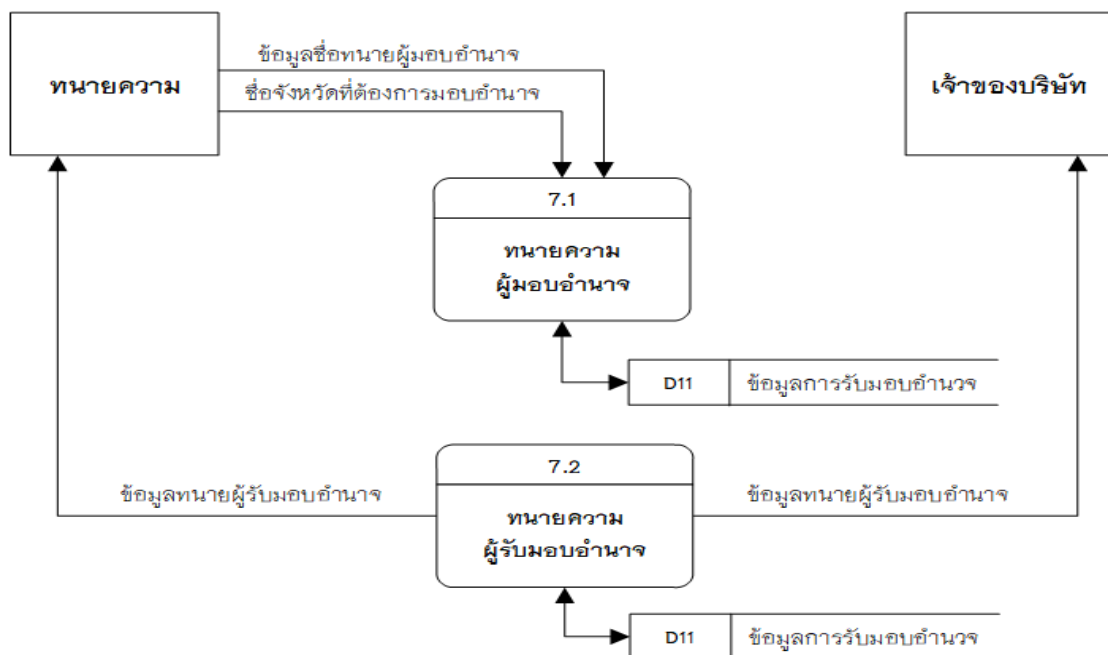 ทนายความ
ข้อมูลชื่อทนายผู้มอบอำนาจ
ชื่อจังหวัดที่ต้องการมอบอำนาจ
เจ้าของบริษัท
7.1
ทนายความ
ผู้มอบอำนาจ
D11 ข้อมูลการรับมอบอำนวจ
7.2
ทนายความ
ผู้รับมอบอำนาจ
ข้อมูลทนายผู้รับมอบอำนาจ
ข้อมูลทนายผู้รับมอบอำนาจ
D11 ข้อมูลการรับมอบอำนวจ